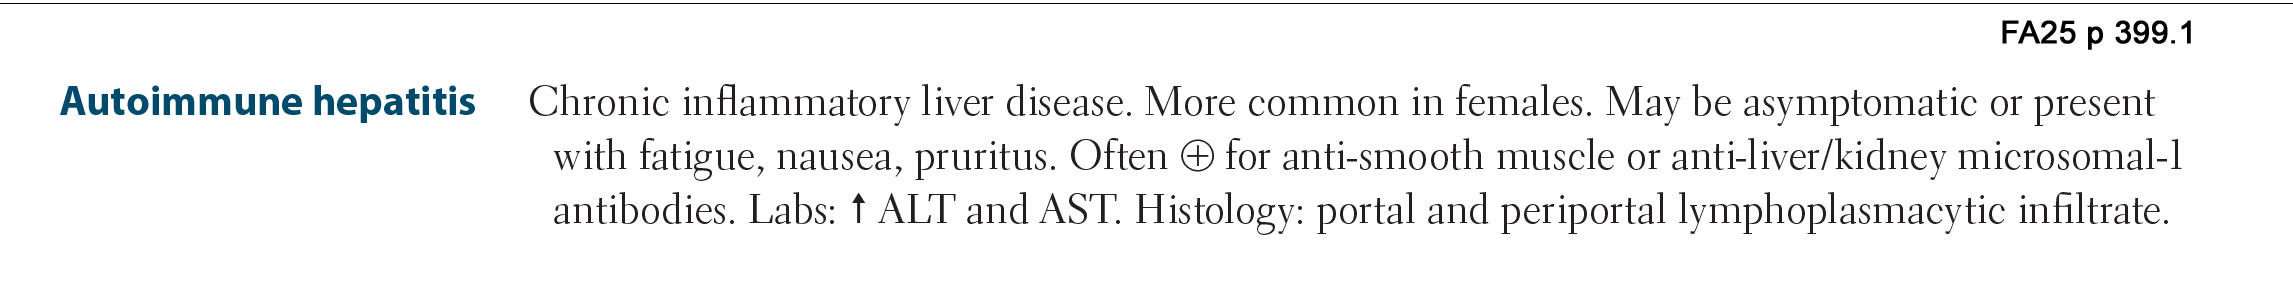 FA25 p 399.1
Autoimmune hepatitis Chronic inflammatory liver disease. More common in females. May be asymptomatic or present
with fatigue, nausea, pruritus. Often ⊕ for anti-smooth muscle or anti-liver/kidney microsomal-1
antibodies. Labs: ↑ ALT and AST. Histology: portal and periportal lymphoplasmacytic infiltrate.